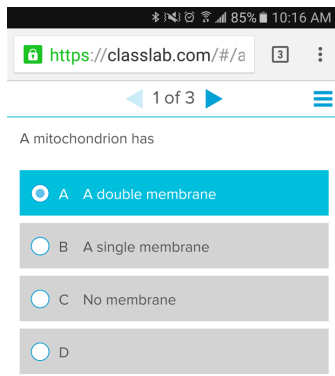 85% 10:16 AM
https://classlab.com/#/a 3
1 of 3
A mitochondrion has
A A double membrane
B A single membrane
C No membrane
D